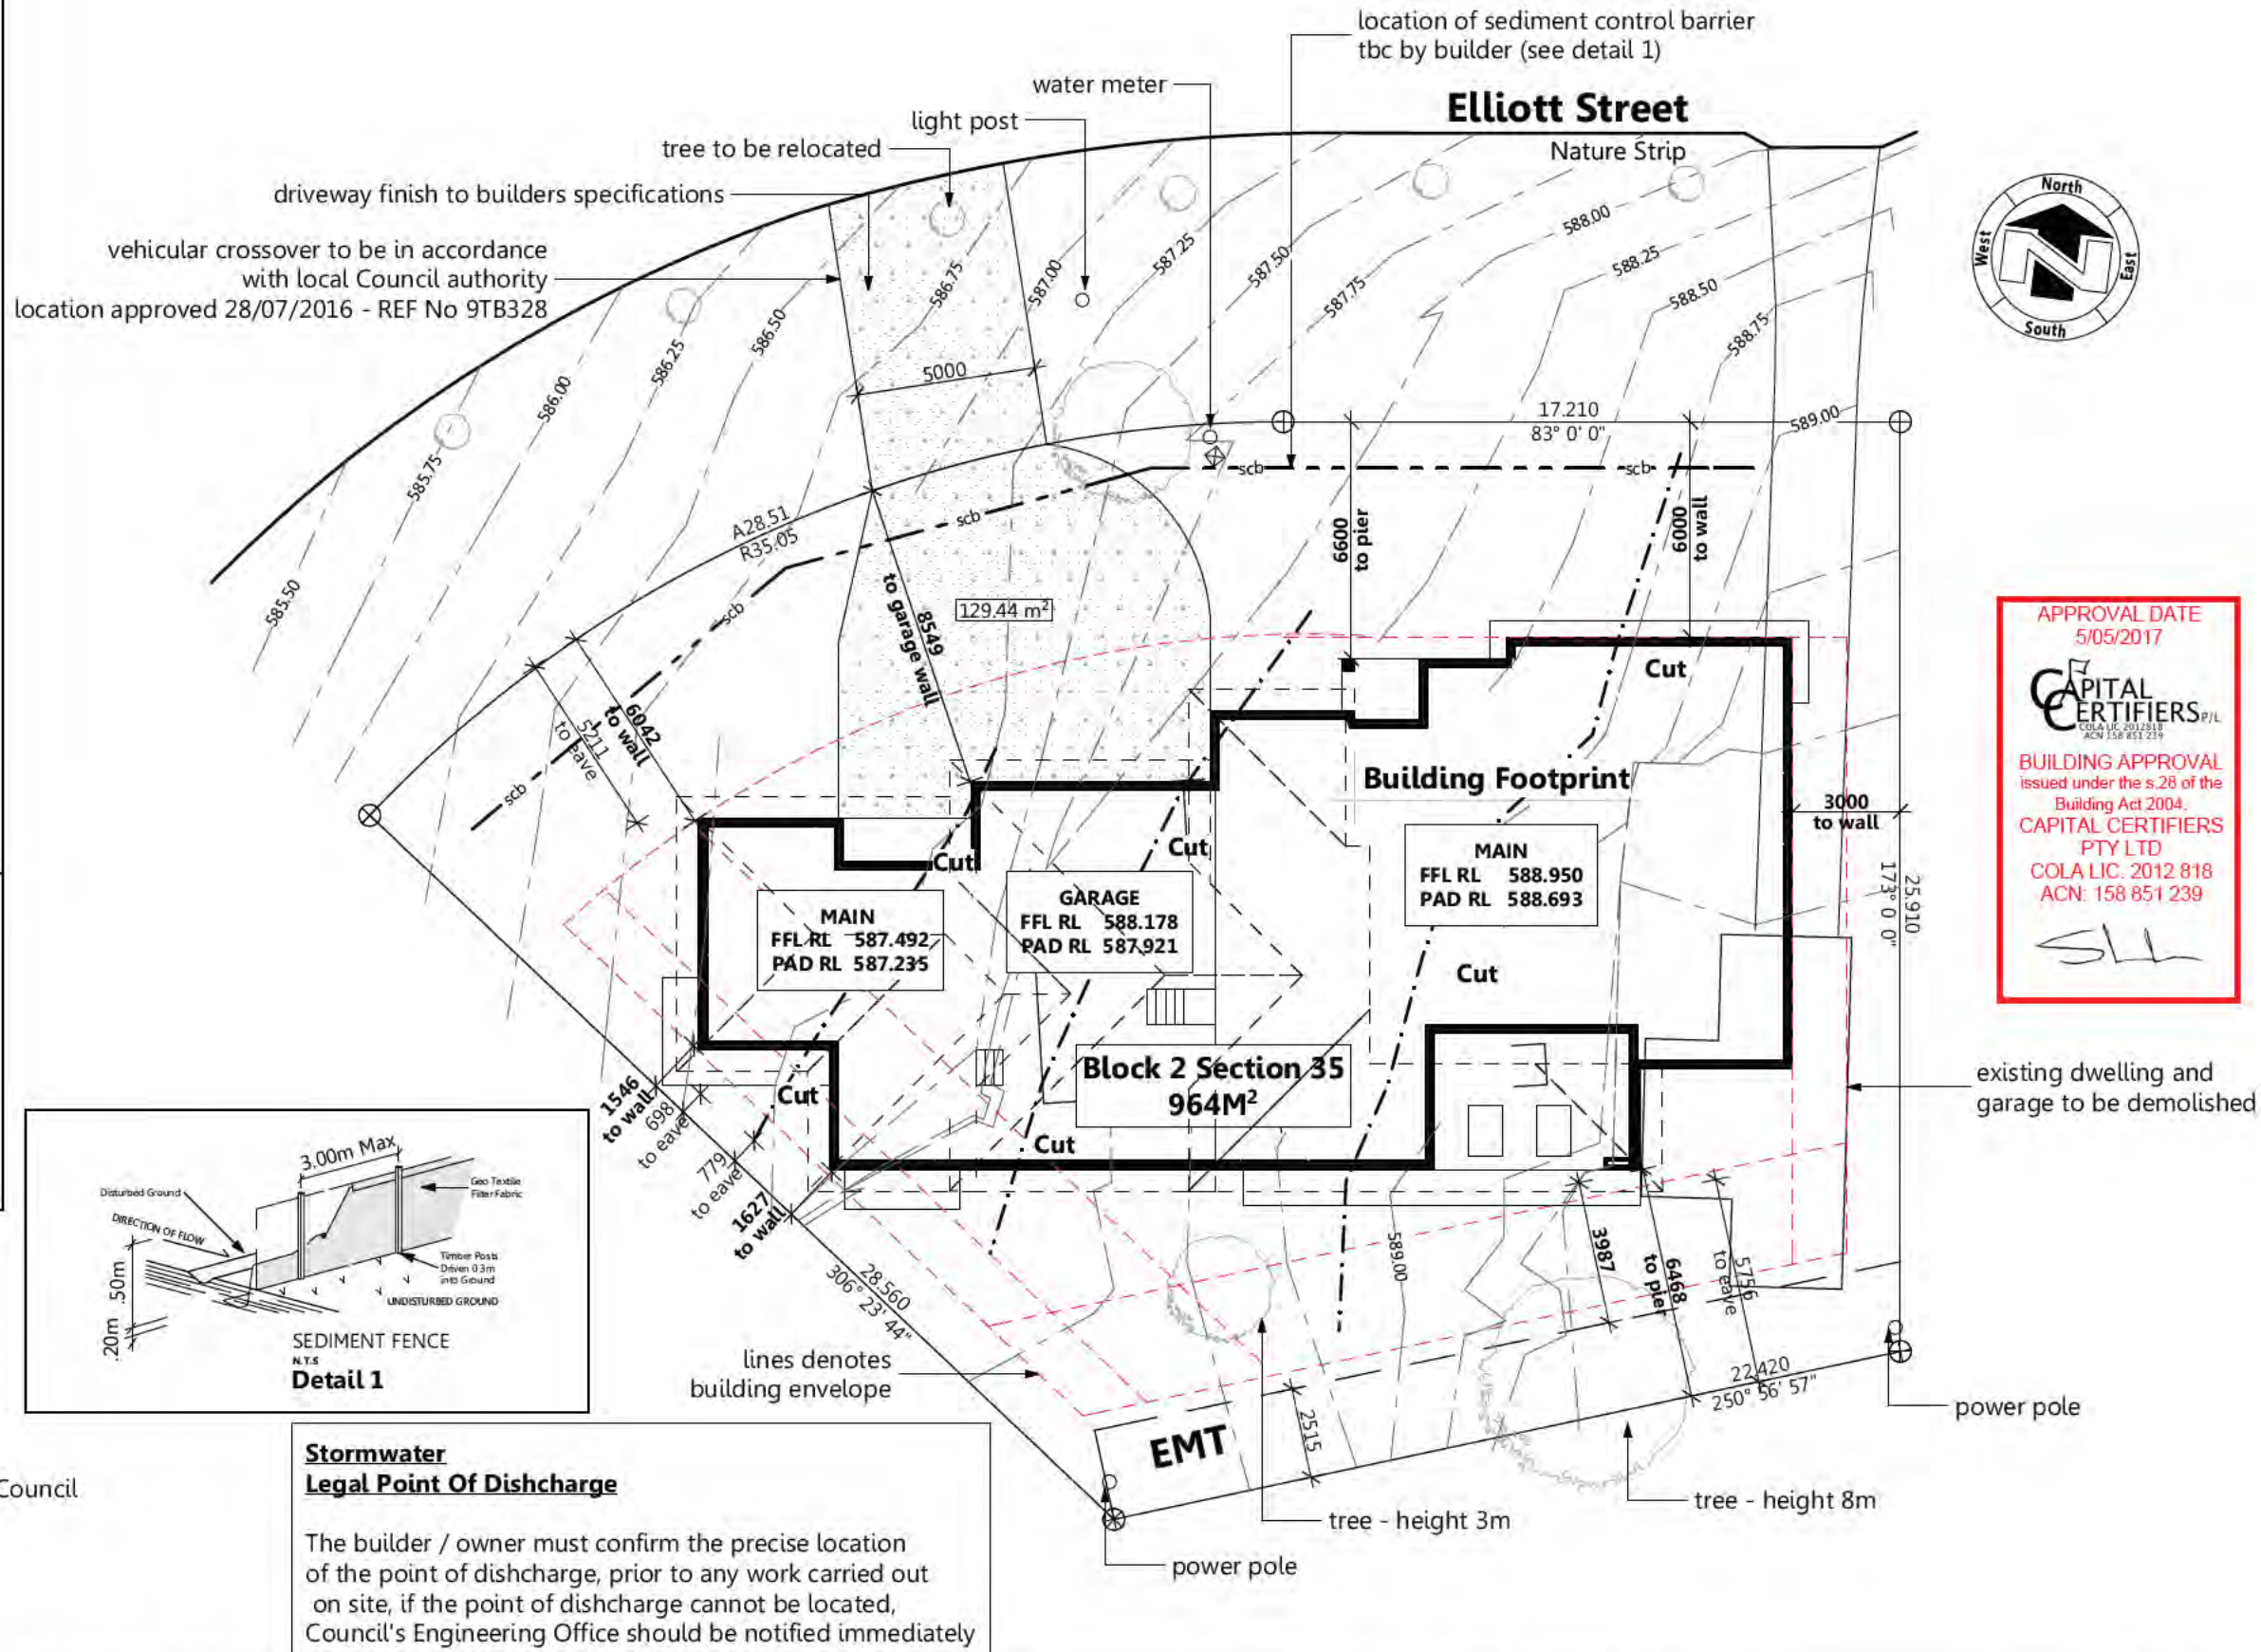 location of sediment control barrier
tbc by builder (see detail 1)
water meter
Elliott Street
light post
Nature Strip
tree to be relocated
driveway finish to builders specifications
vehicular crossover to be in accordance
with local Council authority
location approved 28/07/2016 - REF No 9TB328
North
West
East
South
N
585.50
585.75
586.00
586.25
586.50
586.75
587.00
587.25
587.50
587.75
588.00
588.25
588.50
588.75
589.00
5000
17.210
83° 0' 0"
A28.51
R35.05
scb
scb
scb
scb
scb
6600
to pier
6000
to wall
8549
to garage wall
129.44 m²
6042
to wall
5211
to eave
Cut
Building Footprint
3000
to wall
25.910
173° 0' 0"
MAIN
FFL RL 588.950
PAD RL 588.693
Cut
Cut
GARAGE
FFL RL 588.178
PAD RL 587.921
MAIN
FFL RL 587.492
PAD RL 587.235
Cut
Block 2 Section 35
964M²
Cut
Cut
1546
to wall
698
to eave
779
to eave
1627
to wall
28.560
306° 23' 44"
589.00
3987
6468
to pier
5756
to eave
22.420
250° 56' 57"
2515
EMT
APPROVAL DATE
5/05/2017
CAPITAL
CERTIFIERS P/L
COLA LIC 2012818
ACN 158 851 239
BUILDING APPROVAL
issued under the s.28 of the
Building Act 2004.
CAPITAL CERTIFIERS
PTY LTD
COLA LIC. 2012 818
ACN: 158 851 239
existing dwelling and
garage to be demolished
power pole
tree - height 8m
tree - height 3m
power pole
lines denotes
building envelope
3.00m Max
Disturbed Ground
Geo Textile
Filter Fabric
DIRECTION OF FLOW
Timber Posts
Driven 0.3m
into Ground
UNDISTURBED GROUND
.50m
.20m
SEDIMENT FENCE
N.T.S
Detail 1
Council
Stormwater
Legal Point Of Dishcharge
The builder / owner must confirm the precise location
of the point of dishcharge, prior to any work carried out
on site, if the point of dishcharge cannot be located,
Council's Engineering Office should be notified immediately